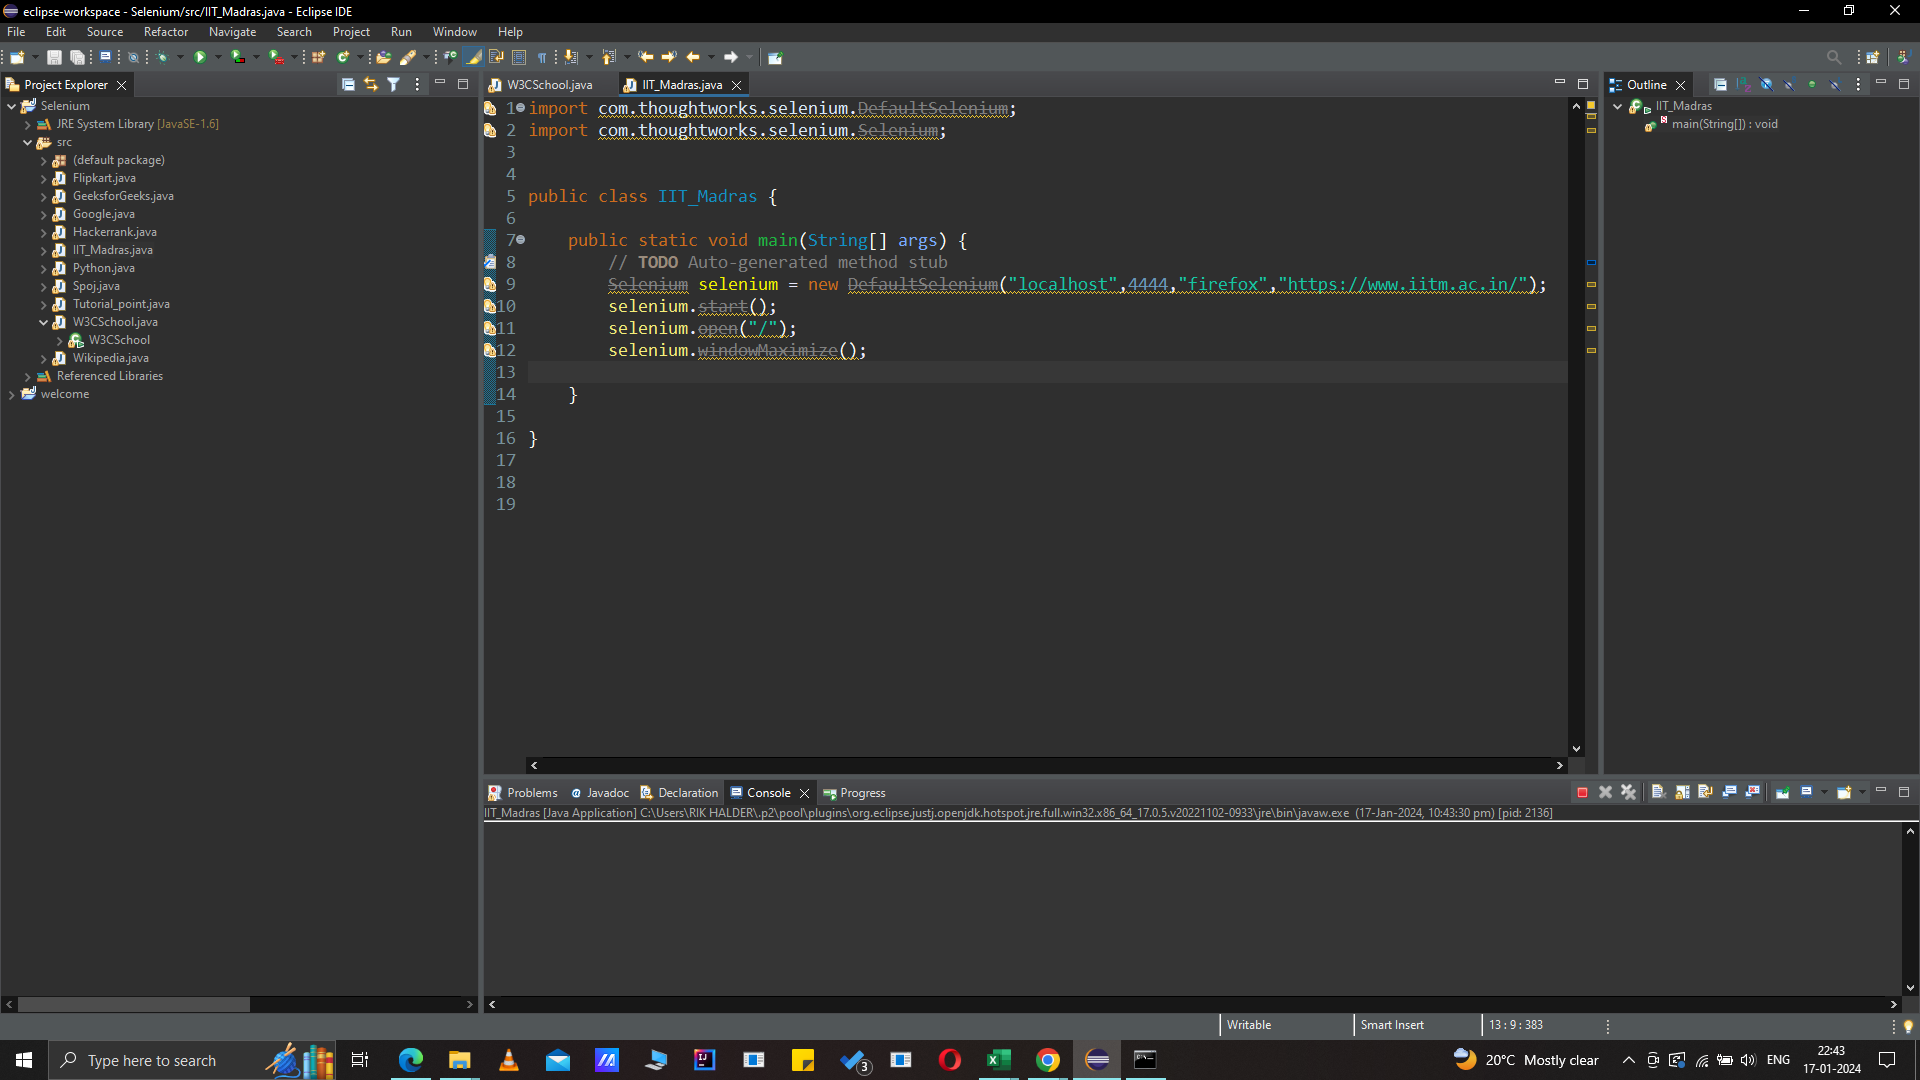 eclipse-workspace - Selenium/src/IIT_Madras.java - Eclipse IDE
File Edit Source Refactor Navigate Search Project Run Window Help
Project Explorer
Selenium
JRE System Library [JavaSE-1.6]
src
(default package)
Flipkart.java
GeeksforGeeks.java
Google.java
Hackerrank.java
IIT_Madras.java
Python.java
Spoj.java
Tutorial_point.java
W3CSchool.java
W3CSchool
Wikipedia.java
Referenced Libraries
welcome
W3CSchool.java IIT_Madras.java
1 import com.thoughtworks.selenium.DefaultSelenium;
2 import com.thoughtworks.selenium.Selenium;
3
4
5 public class IIT_Madras {
6
7 public static void main(String[] args) {
8 // TODO Auto-generated method stub
9 Selenium selenium = new DefaultSelenium("localhost",4444,"firefox","https://www.iitm.ac.in/");
10 selenium.start();
11 selenium.open("/");
12 selenium.windowMaximize();
13
14 }
15
16 }
17
18
19
Outline
IIT_Madras
main(String[]) : void
Problems Javadoc Declaration Console Progress
IIT_Madras [Java Application] C:\Users\RIK HALDER\.p2\pool\plugins\org.eclipse.justj.openjdk.hotspot.jre.full.win32.x86_64_17.0.5.v20221102-0933\jre\bin\javaw.exe (17-Jan-2024, 10:43:30 pm) [pid: 2136]
Writable Smart Insert 13 : 9 : 383
Type here to search
3
20°C Mostly clear
ENG
22:43
17-01-2024